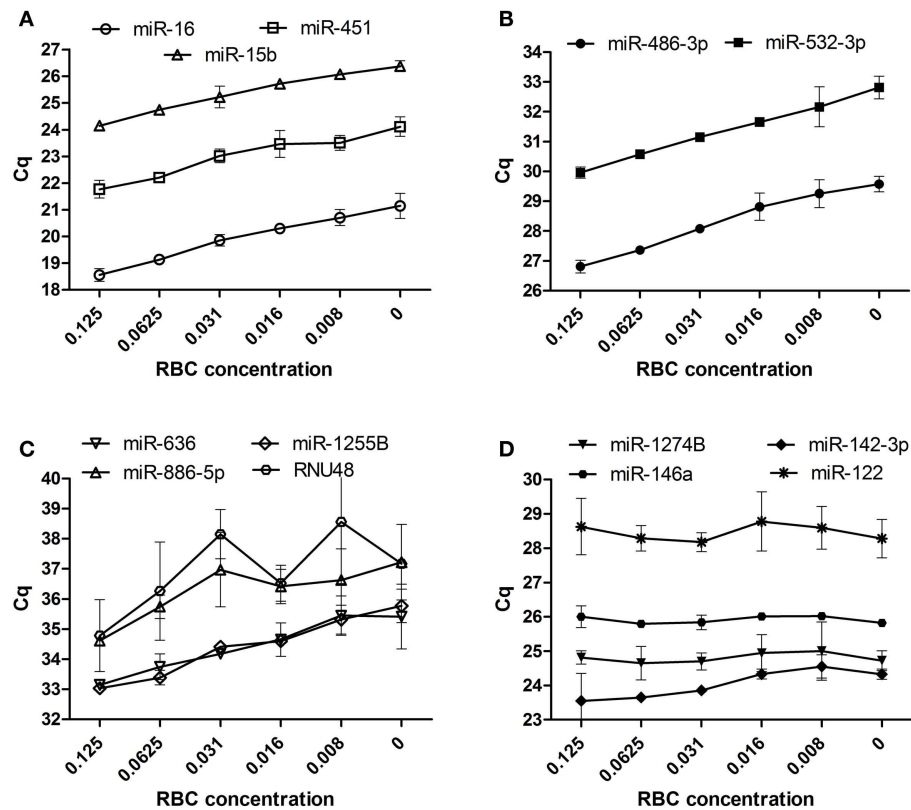 A
miR-16
miR-451
miR-15b
27
26
25
24
23
22
21
20
19
18
Cq
0.125
0.0625
0.031
0.016
0.008
0
RBC concentration
B
miR-486-3p
miR-532-3p
34
33
32
31
30
29
28
27
26
Cq
0.125
0.0625
0.031
0.016
0.008
0
RBC concentration
C
miR-636
miR-1255B
miR-886-5p
RNU48
40
39
38
37
36
35
34
33
32
Cq
0.125
0.0625
0.031
0.016
0.008
0
RBC concentration
D
miR-1274B
miR-142-3p
miR-146a
miR-122
30
29
28
26
25
24
23
Cq
0.125
0.0625
0.031
0.016
0.008
0
RBC concentration